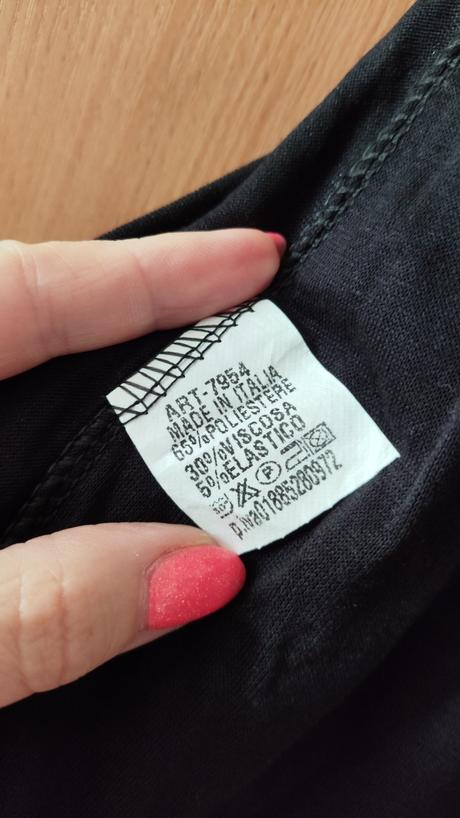 ART-7954
MADE IN ITALIA
65%POLIESTERE
30%VISCOSA
5%ELASTICO
p.iva01885280972